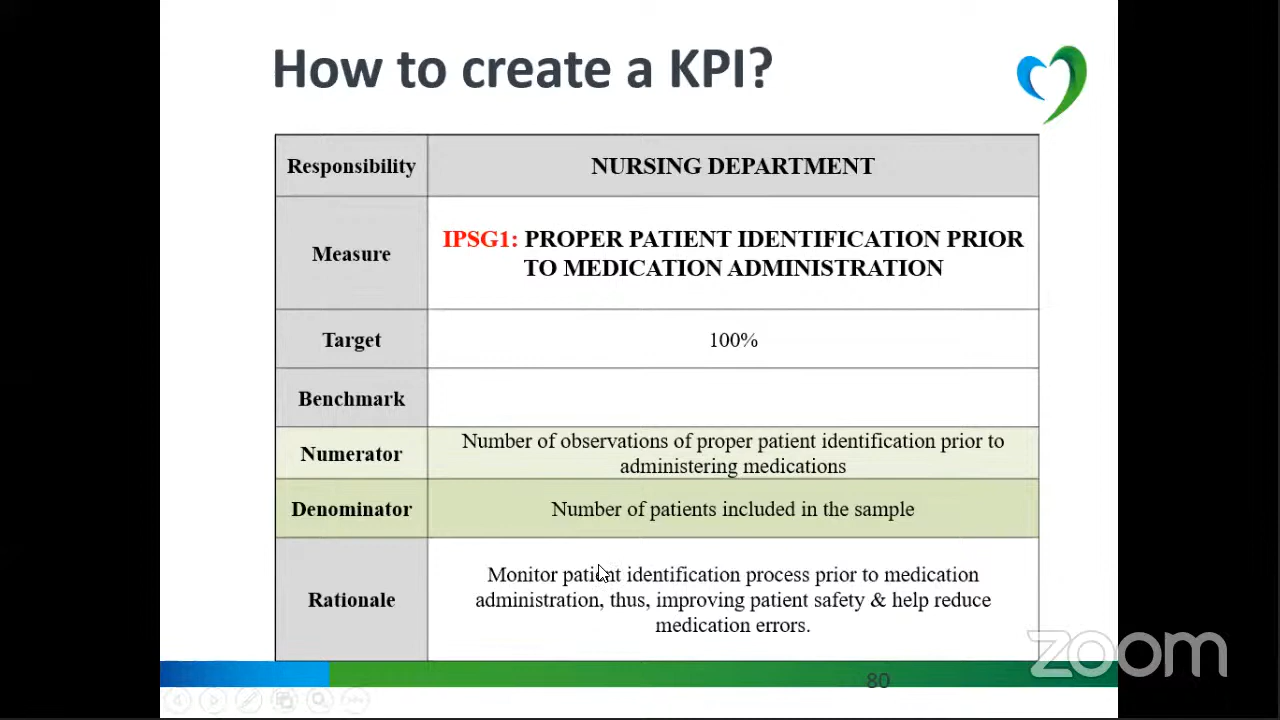 How to create a KPI?
Responsibility
NURSING DEPARTMENT
Measure
IPSG1: PROPER PATIENT IDENTIFICATION PRIOR
TO MEDICATION ADMINISTRATION
Target
100%
Benchmark
Numerator
Number of observations of proper patient identification prior to
administering medications
Denominator
Number of patients included in the sample
Rationale
Monitor patient identification process prior to medication
administration, thus, improving patient safety & help reduce
medication errors.
zoom
80